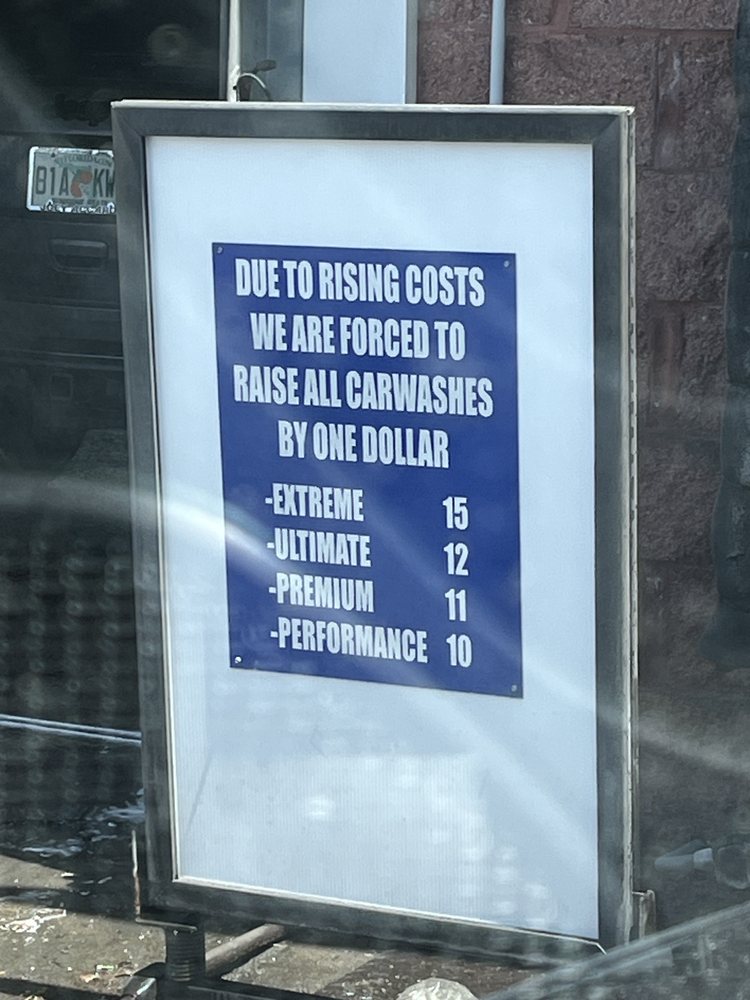 DUE TO RISING COSTS
WE ARE FORCED TO
RAISE ALL CARWASHES
BY ONE DOLLAR
-EXTREME 15
-ULTIMATE 12
-PREMIUM 11
-PERFORMANCE 10